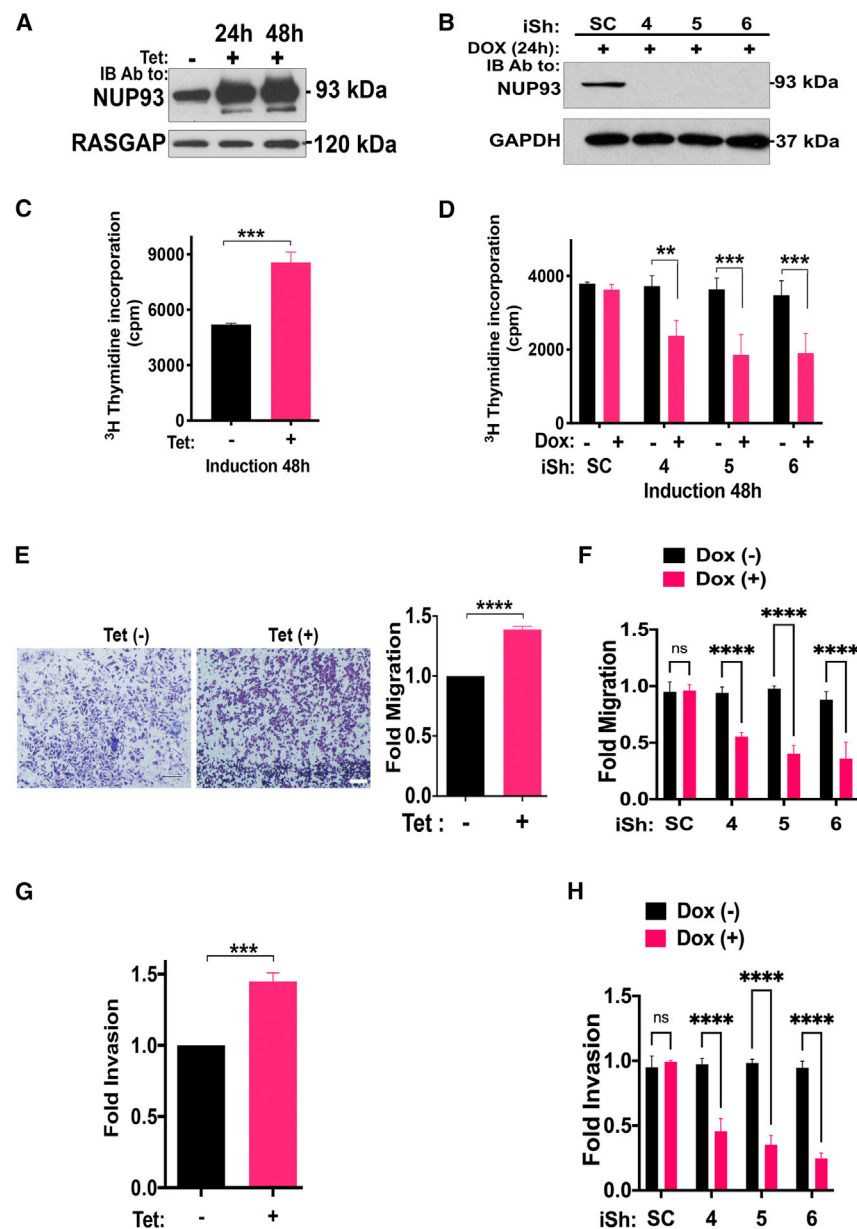 A
24h 48h
Tet: - + +
IB Ab to:
NUP93
- 93 kDa
RASGAP
-120 kDa
B
iSh: SC 4 5 6
DOX (24h): + + + +
IB Ab to:
NUP93
-93 kDa
GAPDH
-37 kDa
C
***
³H Thymidine incorporation
(cpm)
9000
6000
3000
0
Tet: - +
Induction 48h
D
** *** ***
³H Thymidine incorporation
(cpm)
4000
2000
0
Dox: - + - + - + - +
iSh: SC 4 5 6
Induction 48h
E
Tet (-) Tet (+)
****
Fold Migration
1.5
1.0
0.5
0.0
Tet : - +
F
Dox (-)
Dox (+)
ns **** **** ****
Fold Migration
1.5
1.0
0.5
0.0
iSh: SC 4 5 6
G
***
Fold Invasion
1.5
1.0
0.5
0.0
Tet: - +
H
Dox (-)
Dox (+)
ns **** **** ****
Fold Invasion
1.5
1.0
0.5
0.0
iSh: SC 4 5 6